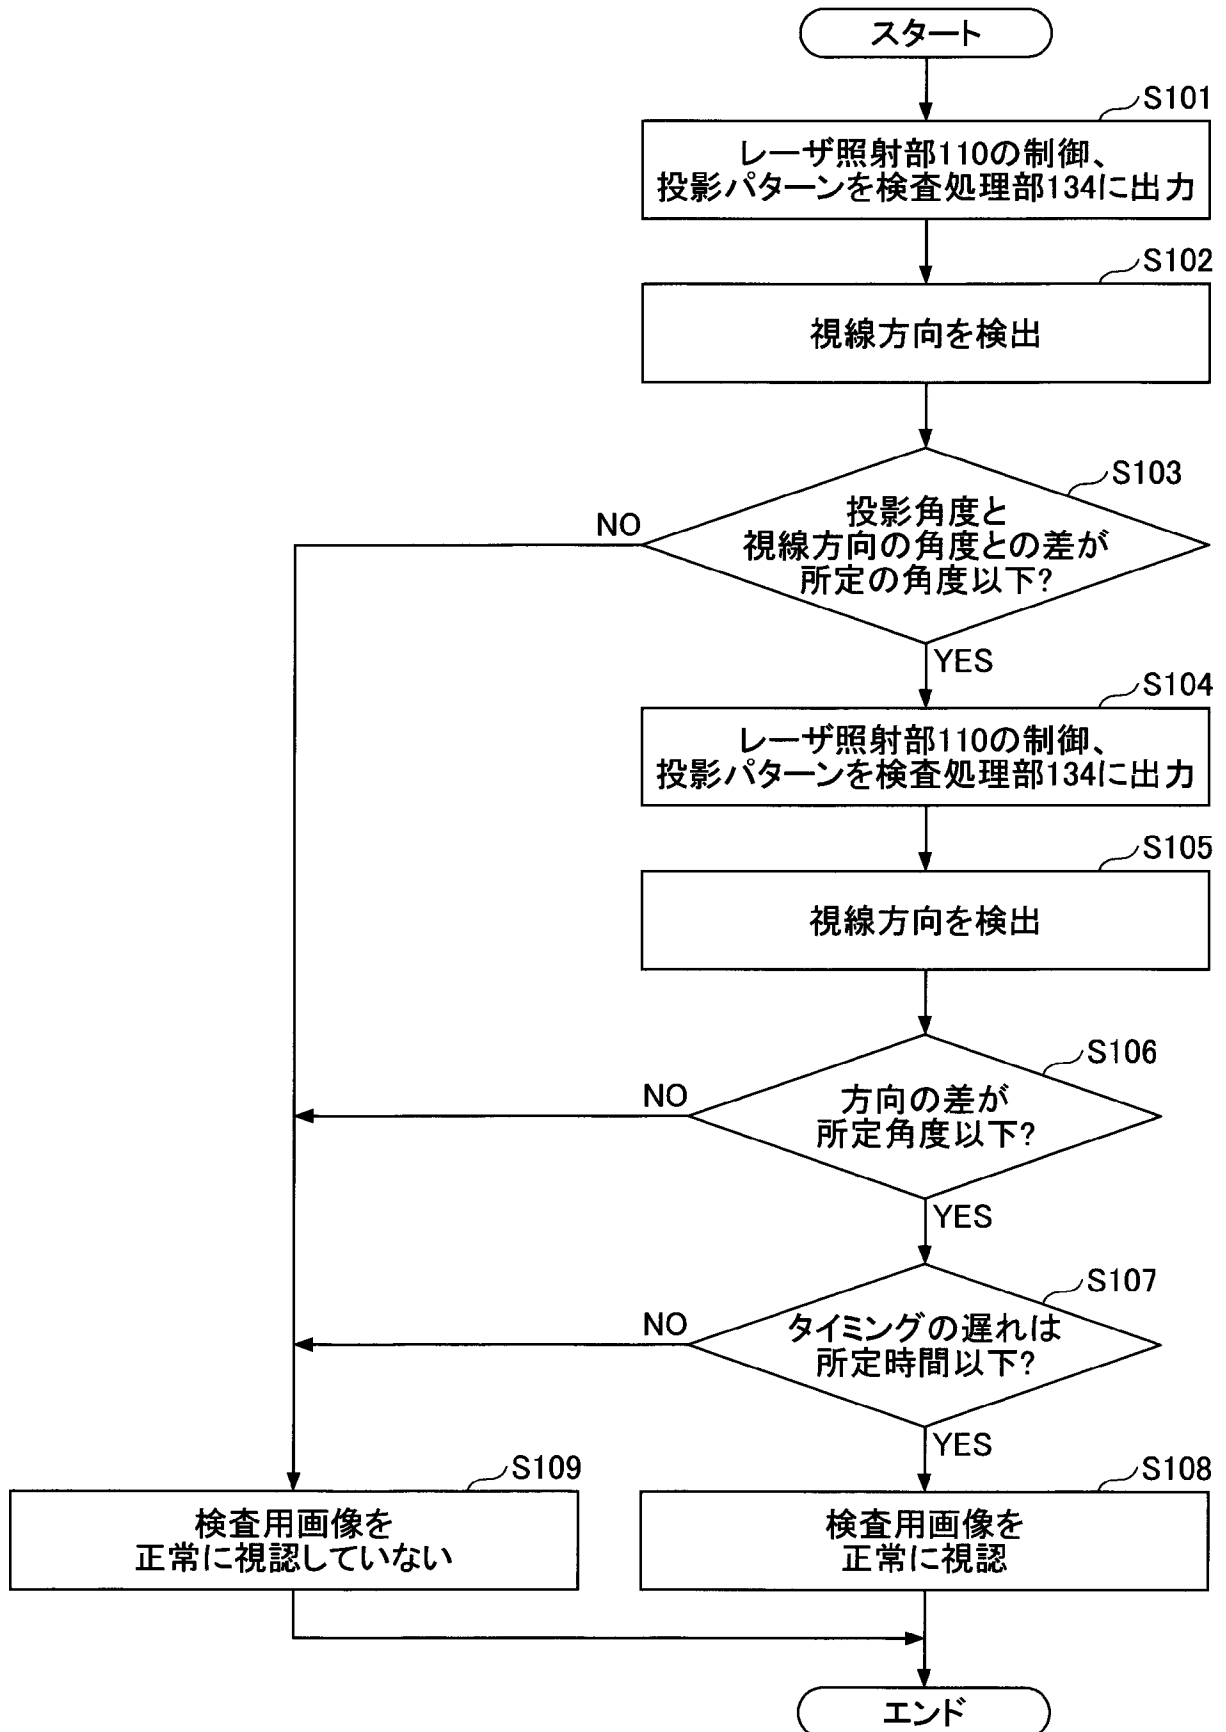 スタート
S101
レーザ照射部110の制御、
投影パターンを検査処理部134に出力
S102
視線方向を検出
S103
投影角度と
視線方向の角度との差が
所定の角度以下?
NO
YES
S104
レーザ照射部110の制御、
投影パターンを検査処理部134に出力
S105
視線方向を検出
S106
方向の差が
所定角度以下?
NO
YES
S107
タイミングの遅れは
所定時間以下?
NO
YES
S109
検査用画像を
正常に視認していない
S108
検査用画像を
正常に視認
エンド